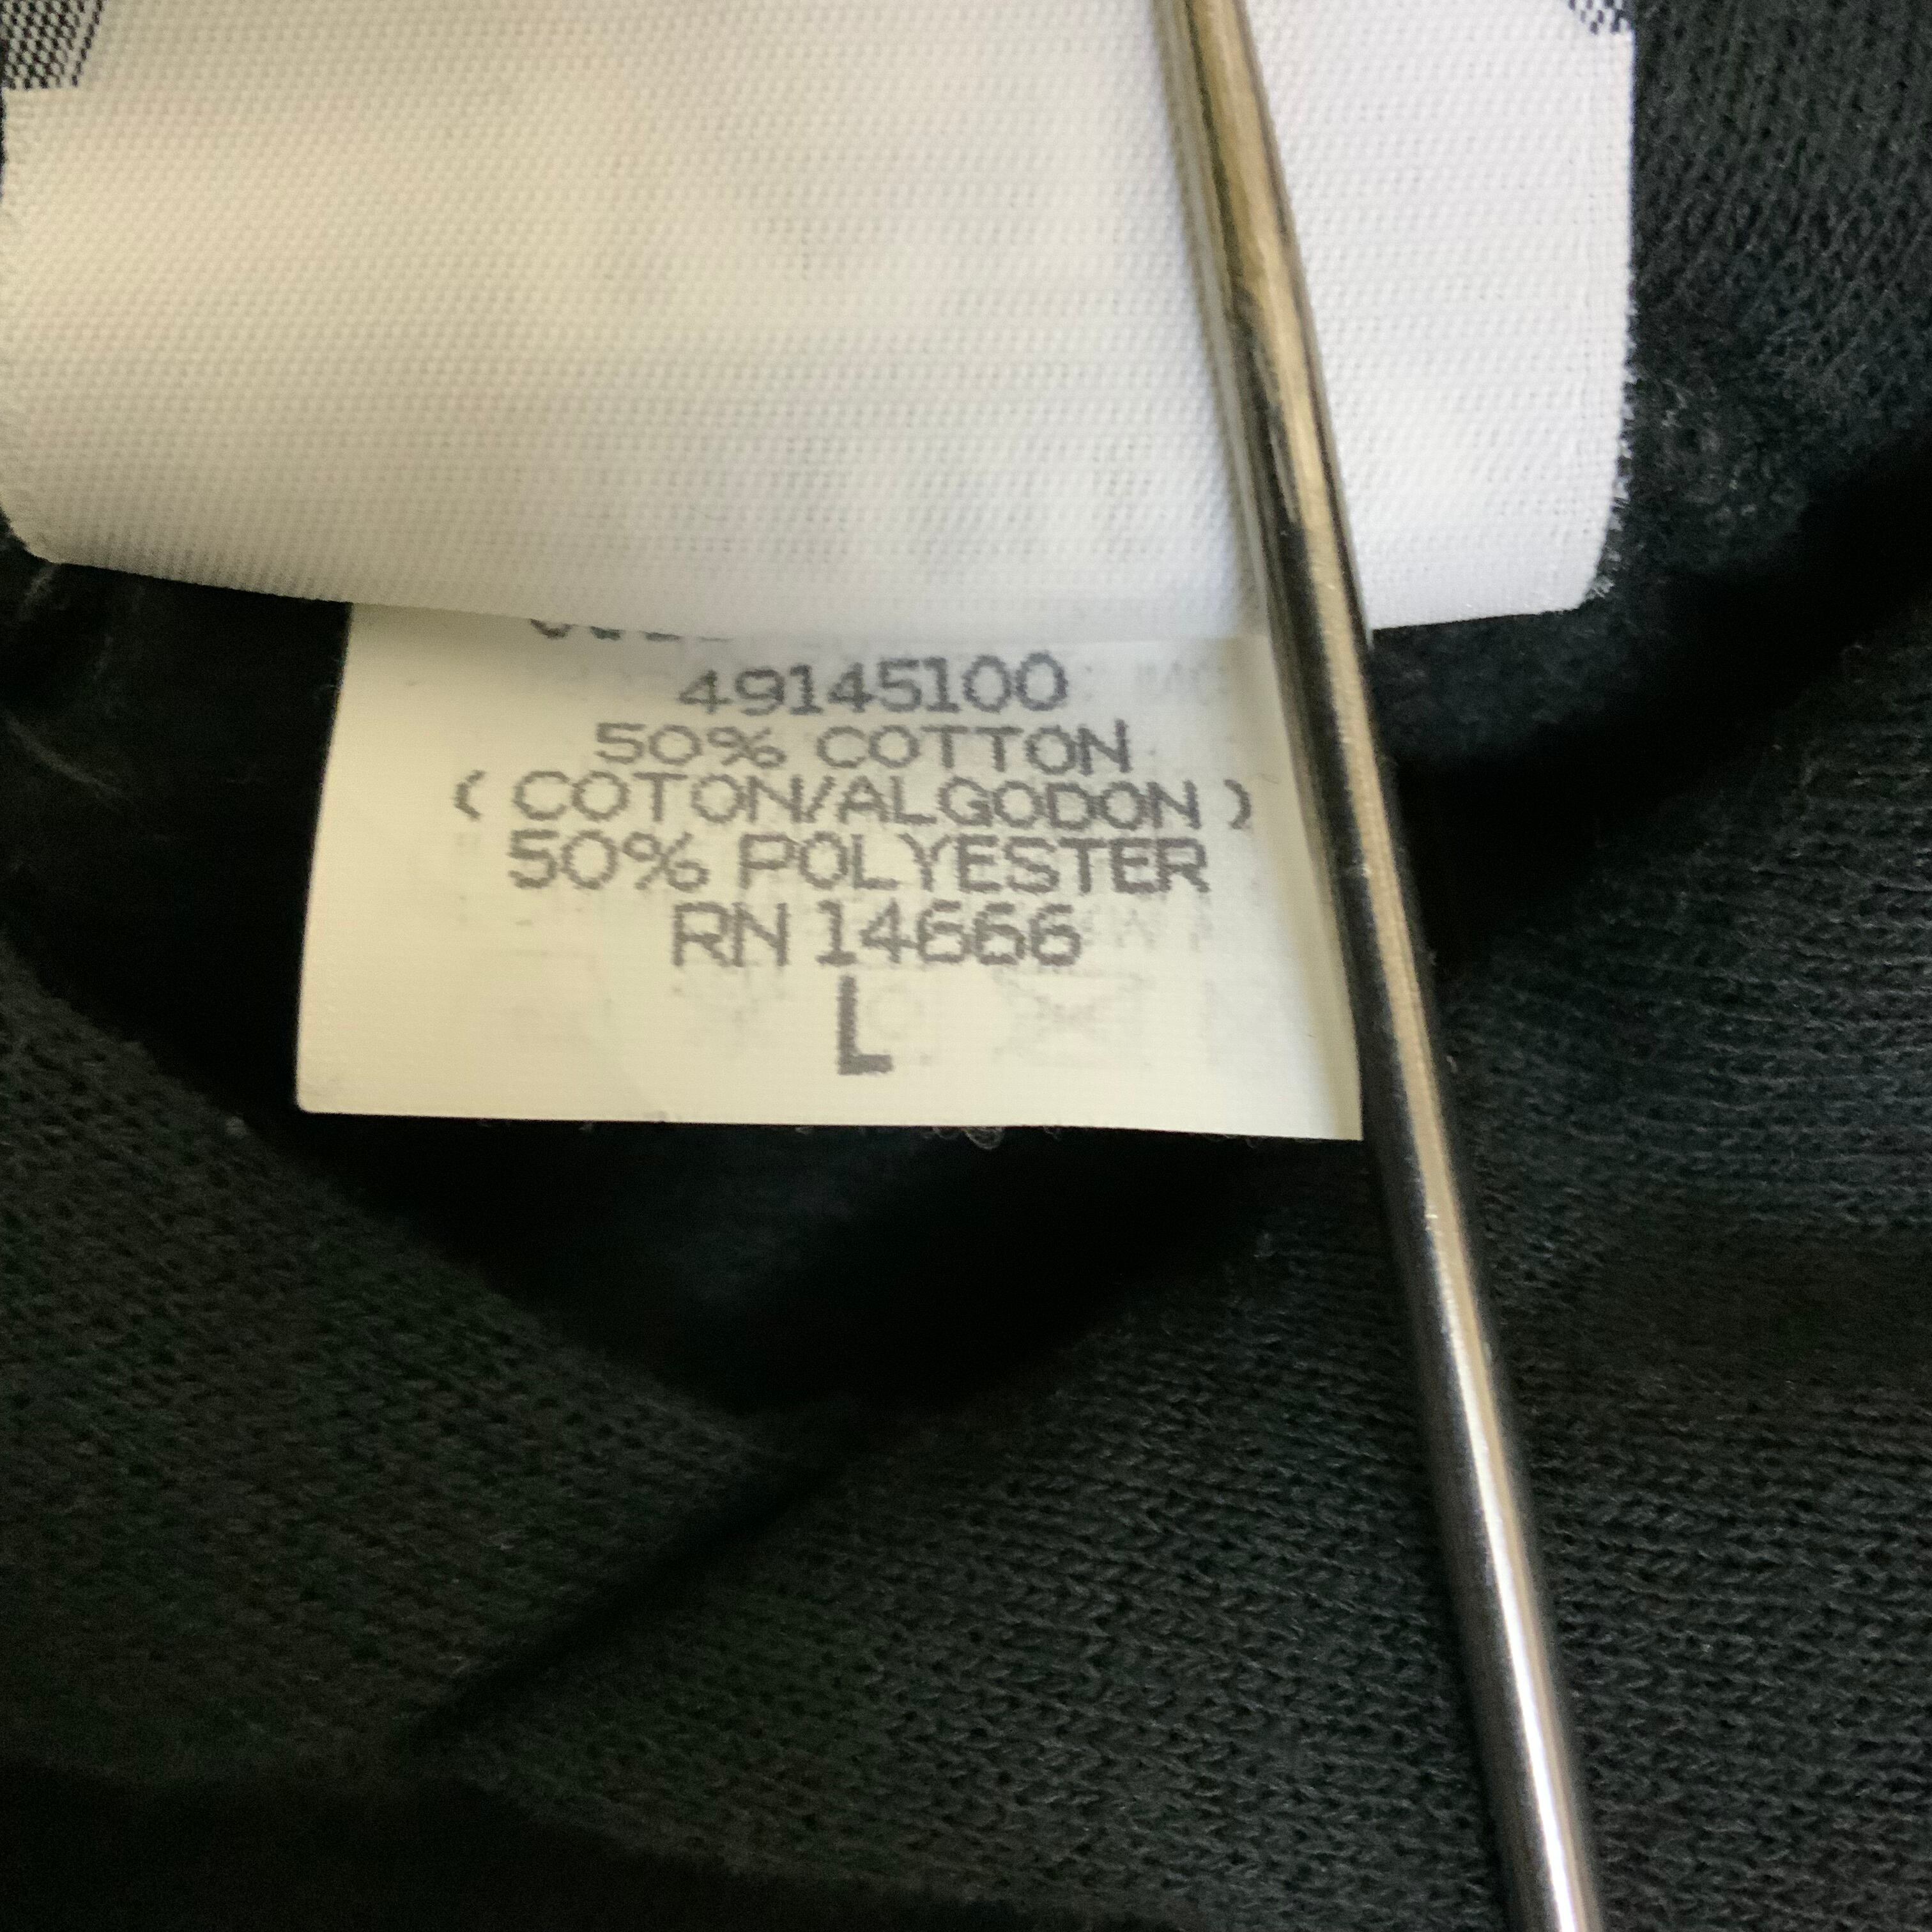 49145100
50% COTTON
( COTON/ALGODON )
50% POLYESTER
RN 14666
L